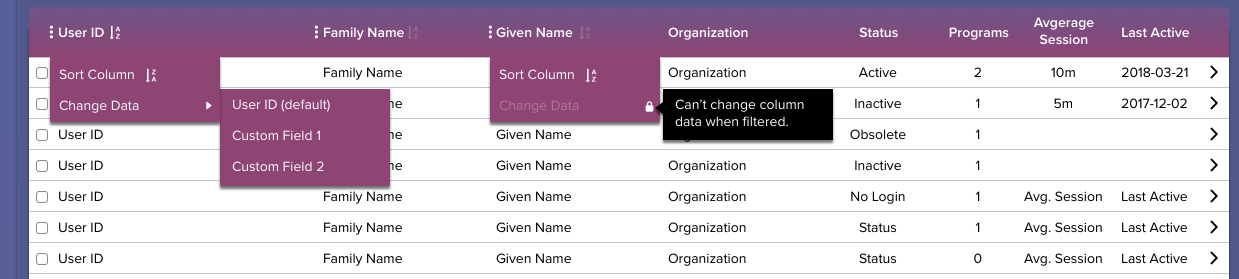 User ID Family Name Given Name Organization Status Programs Avgerage Session Last Active
Sort Column Family Name Sort Column Organization Active 2 10m 2018-03-21
Change Data User ID (default) Change Data Can't change column data when filtered. Inactive 1 5m 2017-12-02
User ID Custom Field 1 Given Name Obsolete 1
User ID Custom Field 2 Given Name Organization Inactive 1
User ID Family Name Given Name Organization No Login 1 Avg. Session Last Active
User ID Family Name Given Name Organization Status 1 Avg. Session Last Active
User ID Family Name Given Name Organization Status 0 Avg. Session Last Active